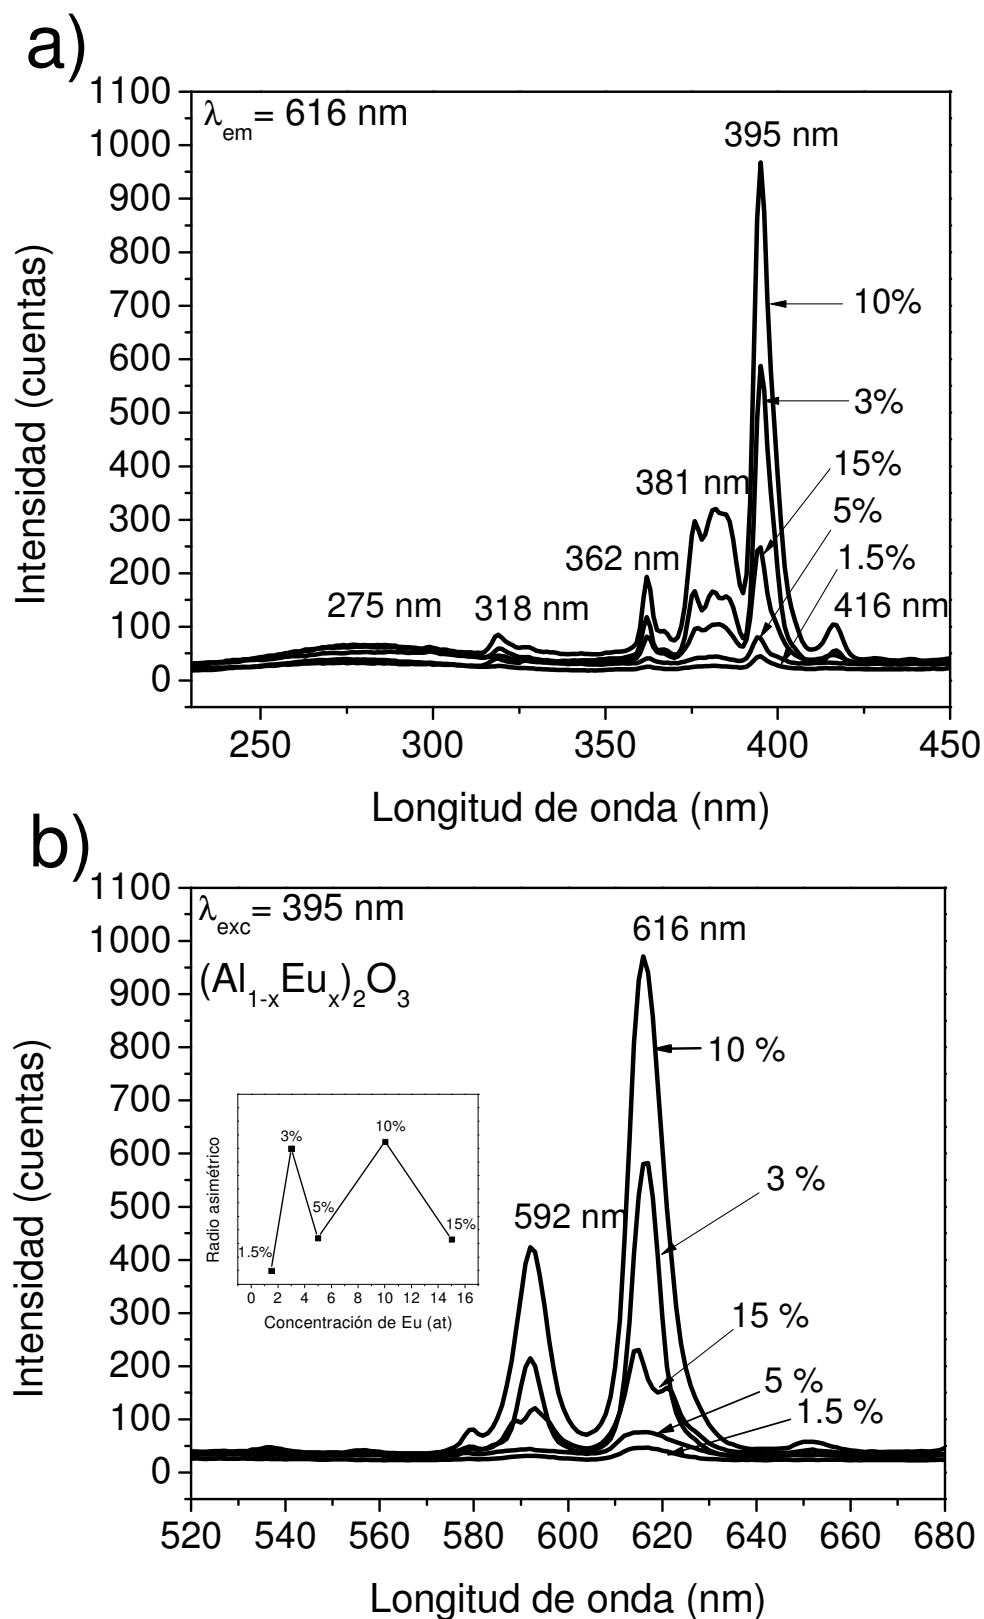 a)
1100
1000
900
800
700
600
500
400
300
200
100
0
Intensidad (cuentas)
λem= 616 nm
395 nm
10%
3%
15%
5%
1.5%
381 nm
362 nm
275 nm
318 nm
416 nm
250 300 350 400 450
Longitud de onda (nm)
b)
1100
1000
900
800
700
600
500
400
300
200
100
0
Intensidad (cuentas)
λexc= 395 nm
(Al1-xEux)2O3
616 nm
10 %
3 %
592 nm
15 %
5 %
1.5 %
Radio asimétrico
3%
10%
5%
15%
1.5%
0 2 4 6 8 10 12 14 16
Concentración de Eu (at)
520 540 560 580 600 620 640 660 680
Longitud de onda (nm)